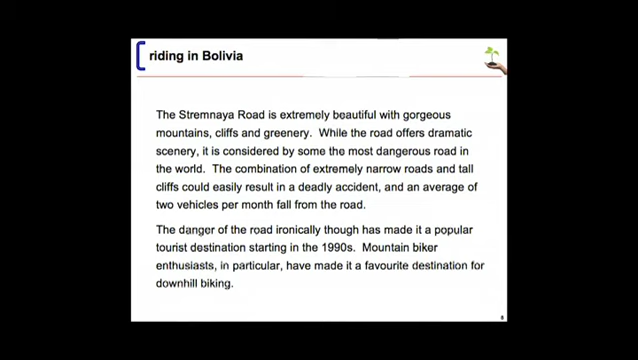 riding in Bolivia
The Stremnaya Road is extremely beautiful with gorgeous
mountains, cliffs and greenery. While the road offers dramatic
scenery, it is considered by some the most dangerous road in
the world. The combination of extremely narrow roads and tall
cliffs could easily result in a deadly accident, and an average of
two vehicles per month fall from the road.
The danger of the road ironically though has made it a popular
tourist destination starting in the 1990s. Mountain biker
enthusiasts, in particular, have made it a favourite destination for
downhill biking.
8